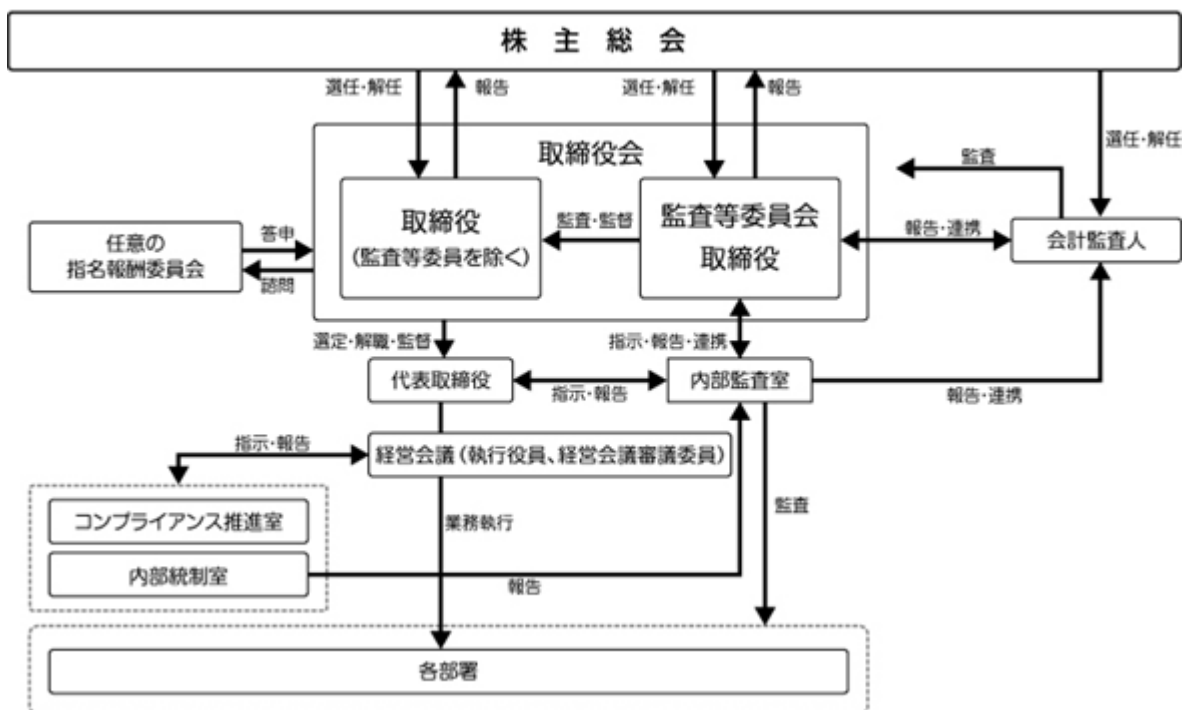 株主総会
選任・解任
報告
選任・解任
報告
選任・解任
取締役会
監査
取締役
(監査等委員を除く)
監査・監督
監査等委員会
取締役
報告・連携
会計監査人
任意の
指名報酬委員会
答申
諮問
選定・解職・監督
指示・報告・連携
代表取締役
指示・報告
内部監査室
報告・連携
指示・報告
経営会議(執行役員、経営会議審議委員)
コンプライアンス推進室
業務執行
監査
内部統制室
報告
各部署